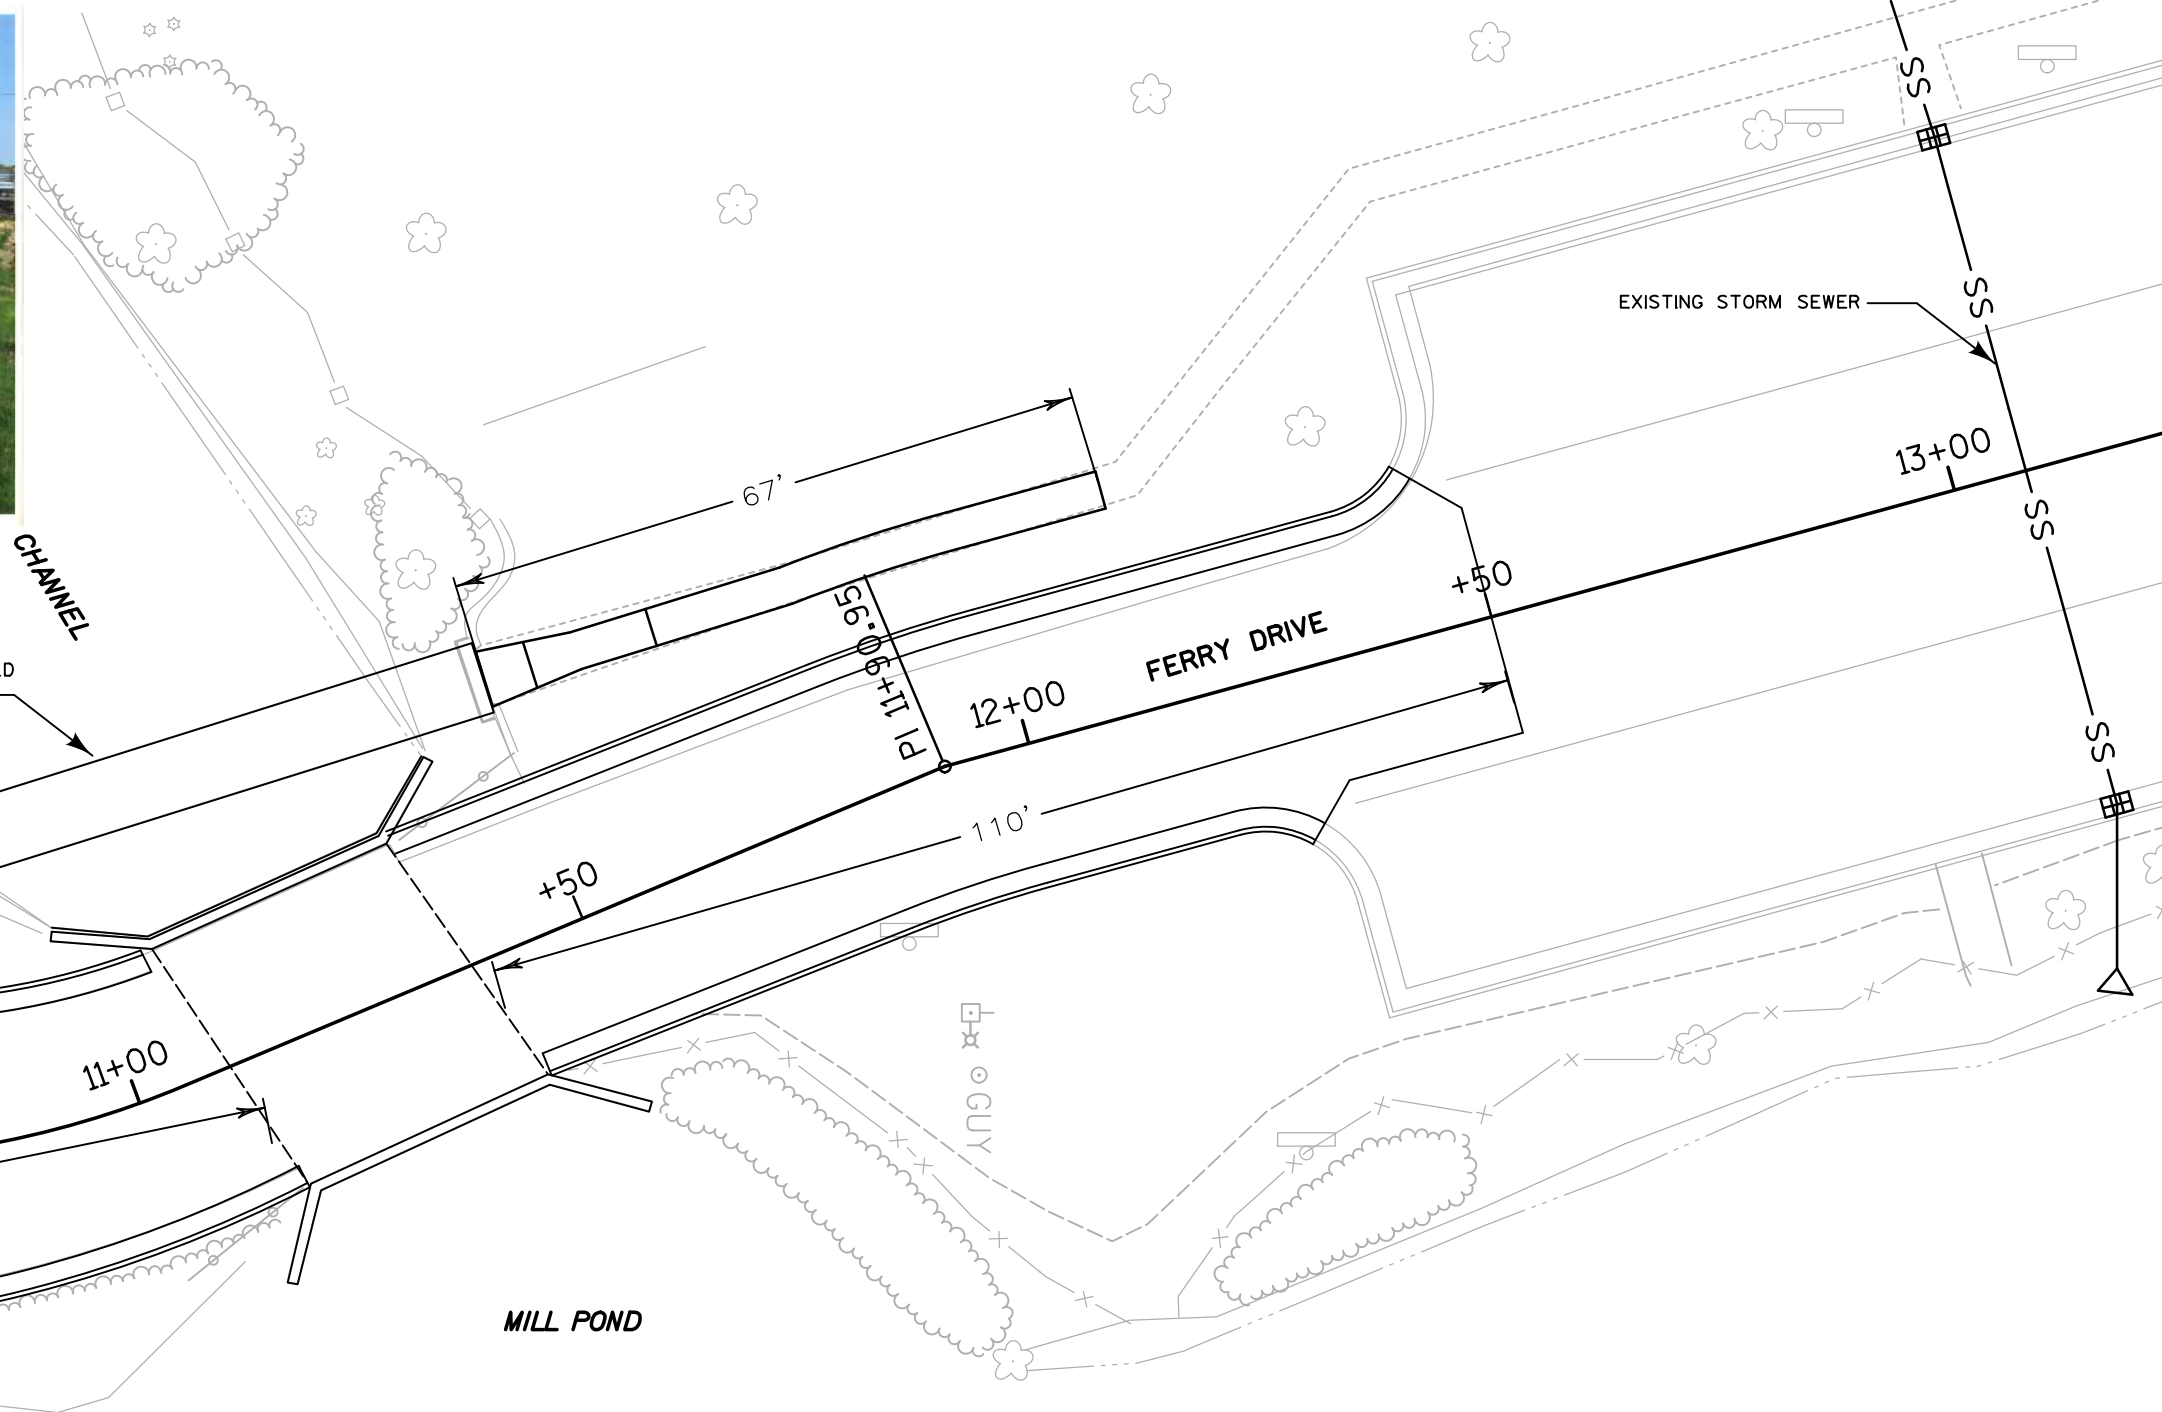 SS
EXISTING STORM SEWER
SS
13+00
67'
SS
CHANNEL
+50
PI 11+90.95
FERRY DRIVE
12+00
SS
110'
+50
11+00
GUY
MILL POND